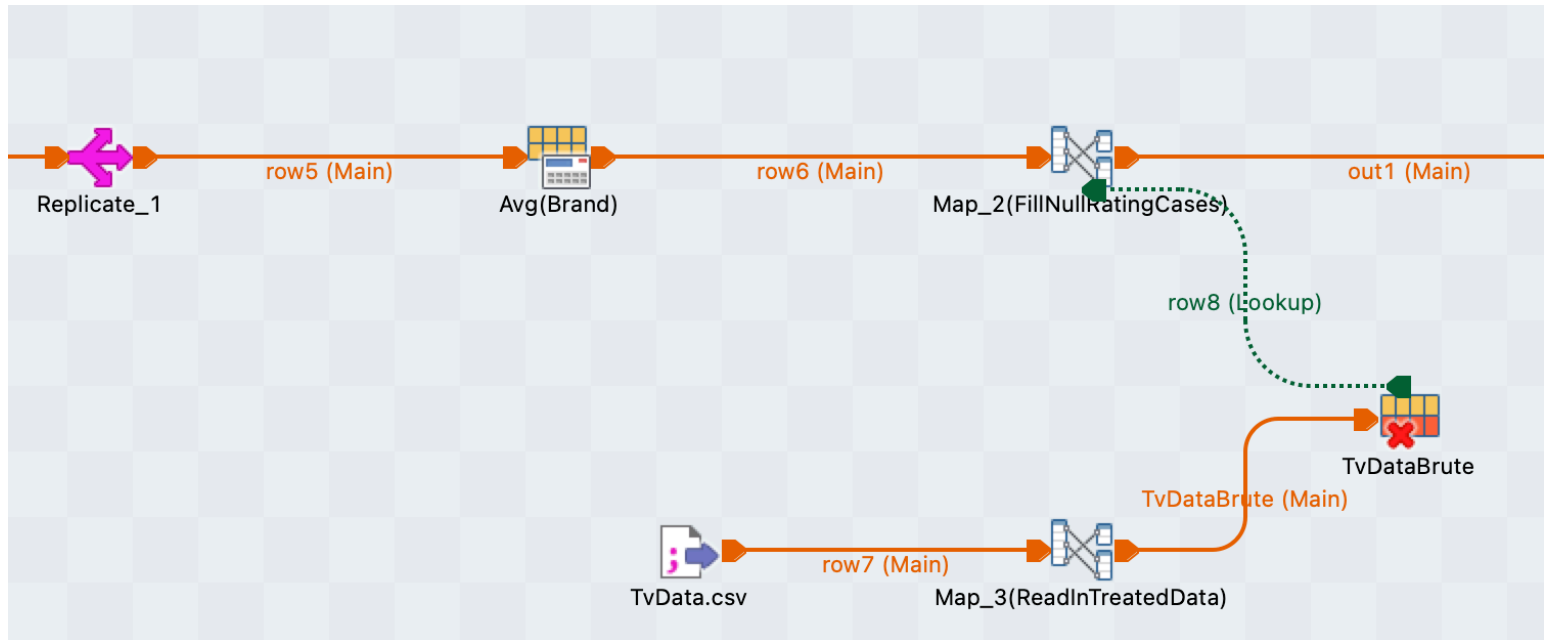 row5 (Main)
row6 (Main)
out1 (Main)
Replicate_1
Avg(Brand)
Map_2(FillNullRatingCases)
row8 (Lookup)
TvDataBrute
TvDataBrute (Main)
row7 (Main)
TvData.csv
Map_3(ReadInTreatedData)